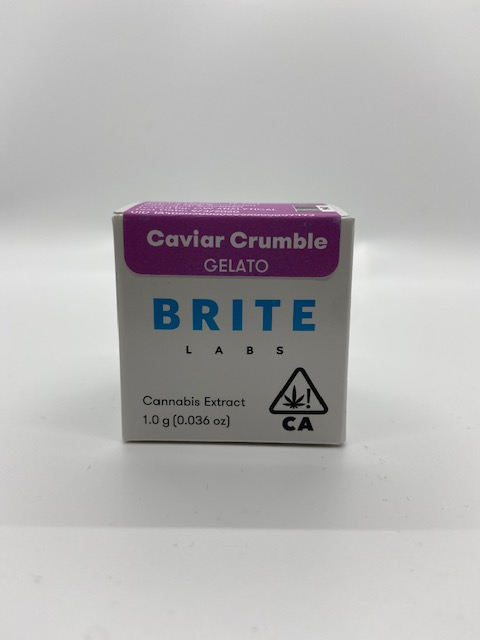 Caviar Crumble
GELATO
BRITE
LABS
Cannabis Extract
1.0 g (0.036 oz)
CA